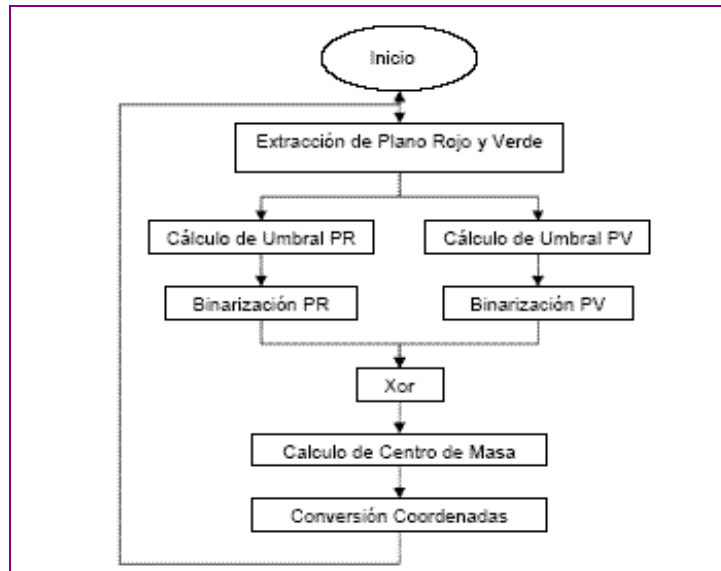 Inicio
Extracción de Plano Rojo y Verde
Cálculo de Umbral PR
Cálculo de Umbral PV
Binarización PR
Binarización PV
Xor
Calculo de Centro de Masa
Conversión Coordenadas